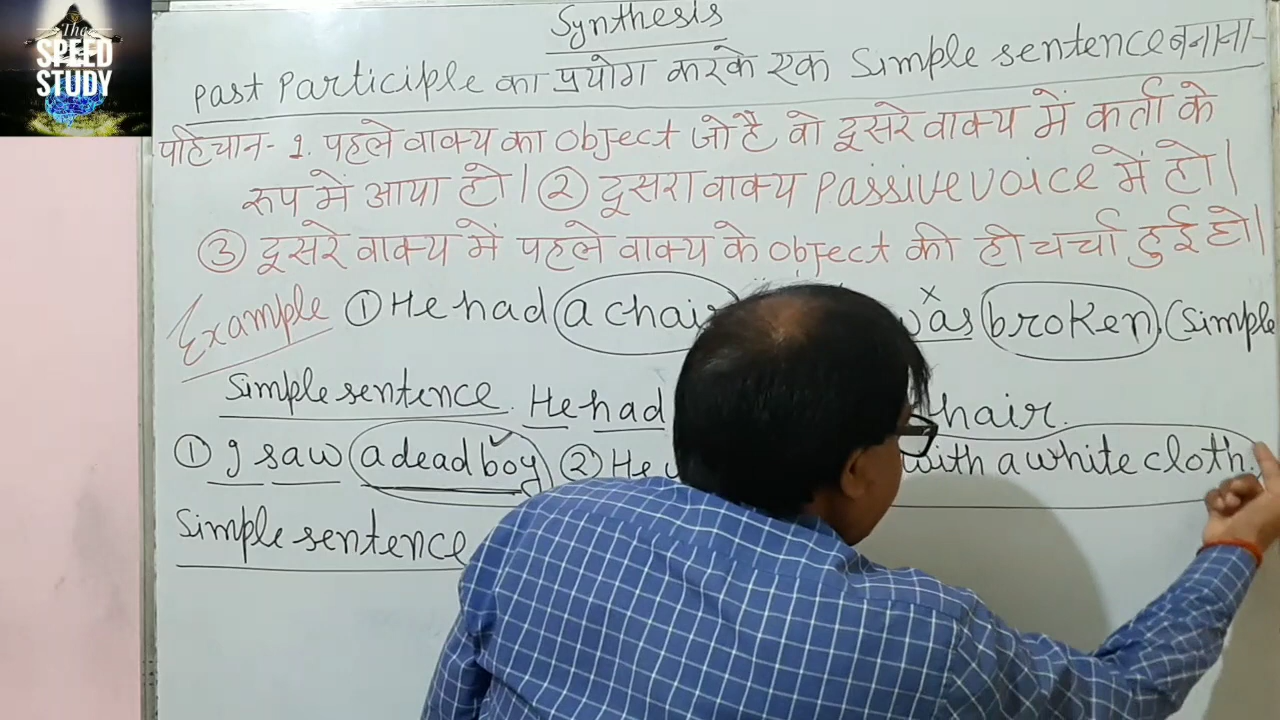 The
SPEED
STUDY
Synthesis
Past Participle का प्रयोग करके एक Simple sentence बनाना-
पहिचान- 1. पहले वाक्य का object जो है वो दूसरे वाक्य में कर्ता के
रूप में आया हो। ② दूसरा वाक्य Passive voice में हो।
③ दूसरे वाक्य में पहले वाक्य के object की ही चर्चा हुई हो।
Example ① He had a chair was broken. (Simple
Simple sentence. He had chair.
① I saw a dead boy ② He with a white cloth.
Simple sentence